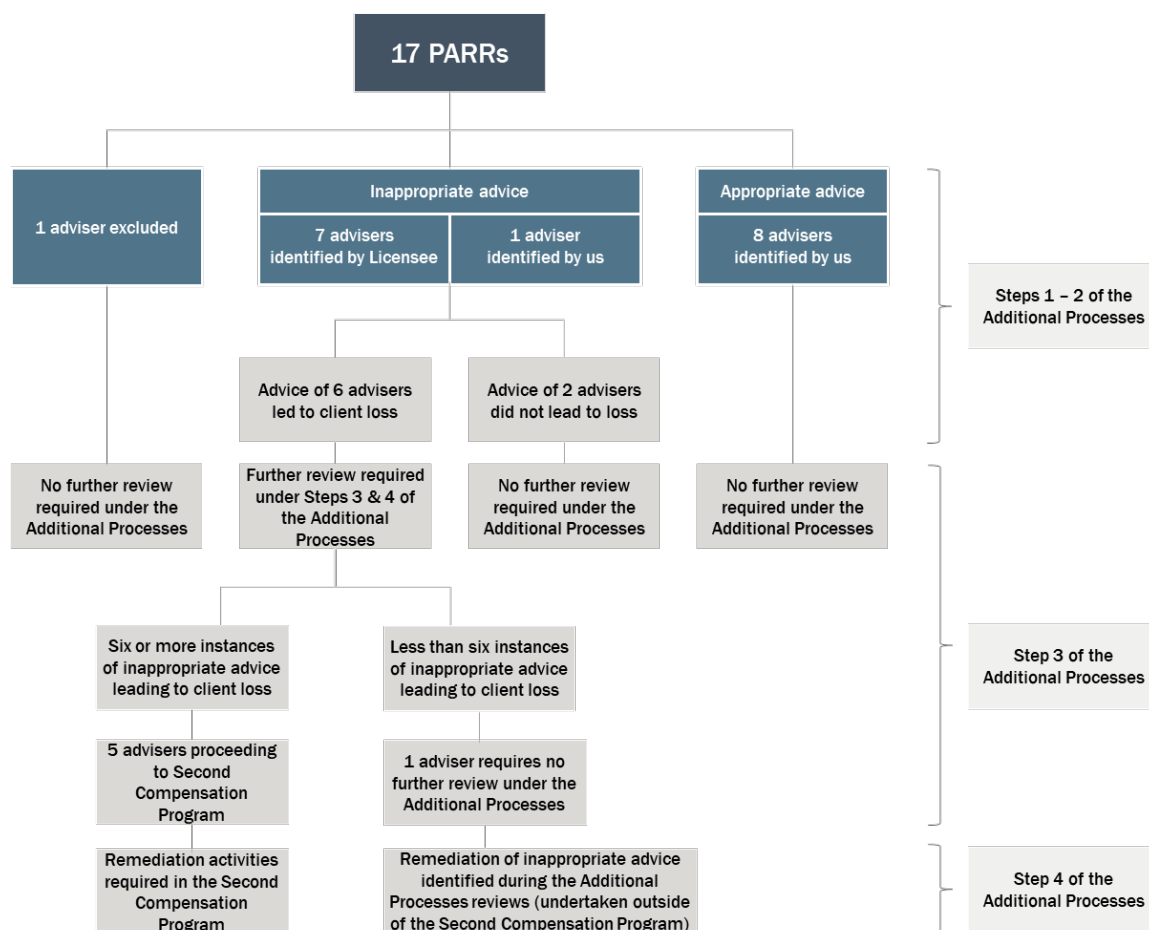 17 PARRs
1 adviser excluded
Inappropriate advice
7 advisers
identified by Licensee
1 adviser
identified by us
Appropriate advice
8 advisers
identified by us
Steps 1 – 2 of the
Additional Processes
Advice of 6 advisers
led to client loss
Advice of 2 advisers
did not lead to loss
No further review
required under the
Additional Processes
Further review required
under Steps 3 & 4 of
the Additional
Processes
No further review
required under the
Additional Processes
No further review
required under the
Additional Processes
Six or more instances
of inappropriate advice
leading to client loss
Less than six instances
of inappropriate advice
leading to client loss
Step 3 of the
Additional Processes
5 advisers proceeding
to Second
Compensation
Program
1 adviser requires no
further review under the
Additional Processes
Remediation activities
required in the Second
Compensation
Program
Remediation of inappropriate advice
identified during the Additional
Processes reviews (undertaken outside
of the Second Compensation Program)
Step 4 of the
Additional Processes